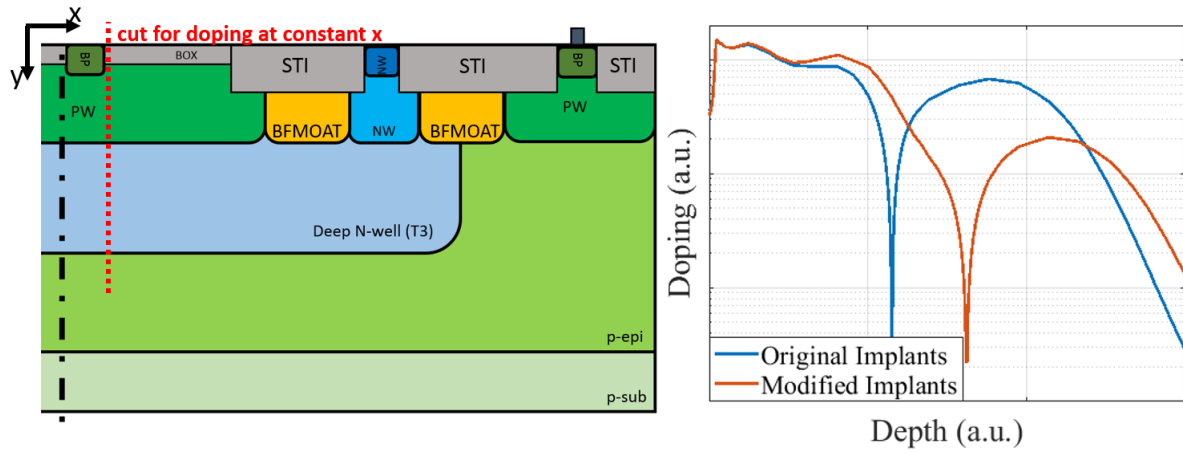 x
cut for doping at constant x
y
BP
BOX
STI
NW
STI
BP
STI
PW
BFMOAT
NW
BFMOAT
PW
Deep N-well (T3)
p-epi
p-sub
Doping (a.u.)
Original Implants
Modified Implants
Depth (a.u.)